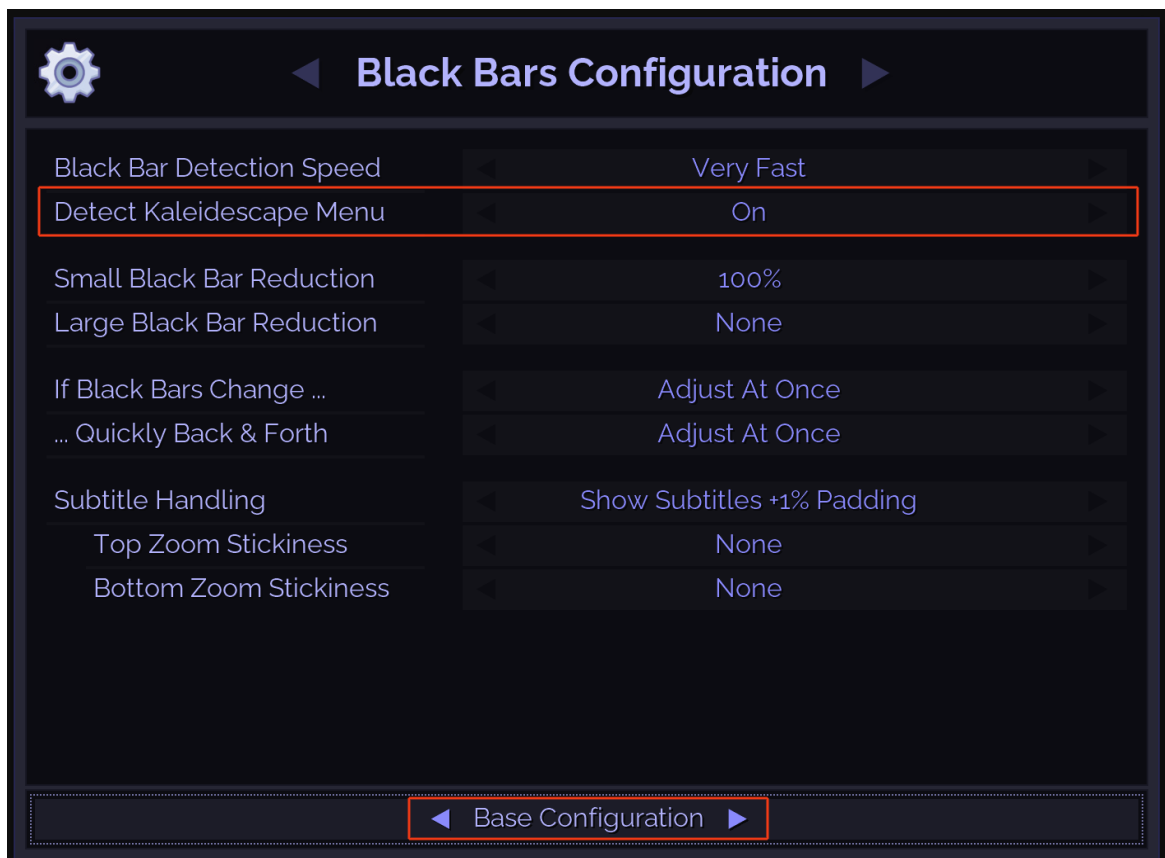 Black Bars Configuration
Black Bar Detection Speed Very Fast
Detect Kaleidescape Menu On
Small Black Bar Reduction 100%
Large Black Bar Reduction None
If Black Bars Change ... Adjust At Once
... Quickly Back & Forth Adjust At Once
Subtitle Handling Show Subtitles +1% Padding
Top Zoom Stickiness None
Bottom Zoom Stickiness None
Base Configuration